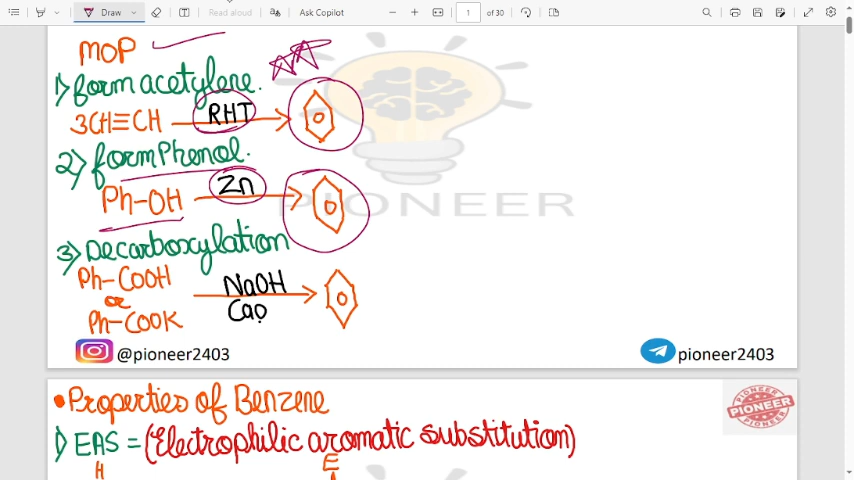 Draw
Read aloud
Ask Copilot
1 of 30
MOP
1) form acetylene.
3CH≡CH RHT
2) form Phenol.
Ph-OH Zn
3) Decarboxylation
Ph-COOH NaOH
or
Ph-COOK CaO
PIONEER
@pioneer2403
pioneer2403
• Properties of Benzene
PIONEER
1) EAS = (Electrophilic aromatic substitution)
H E